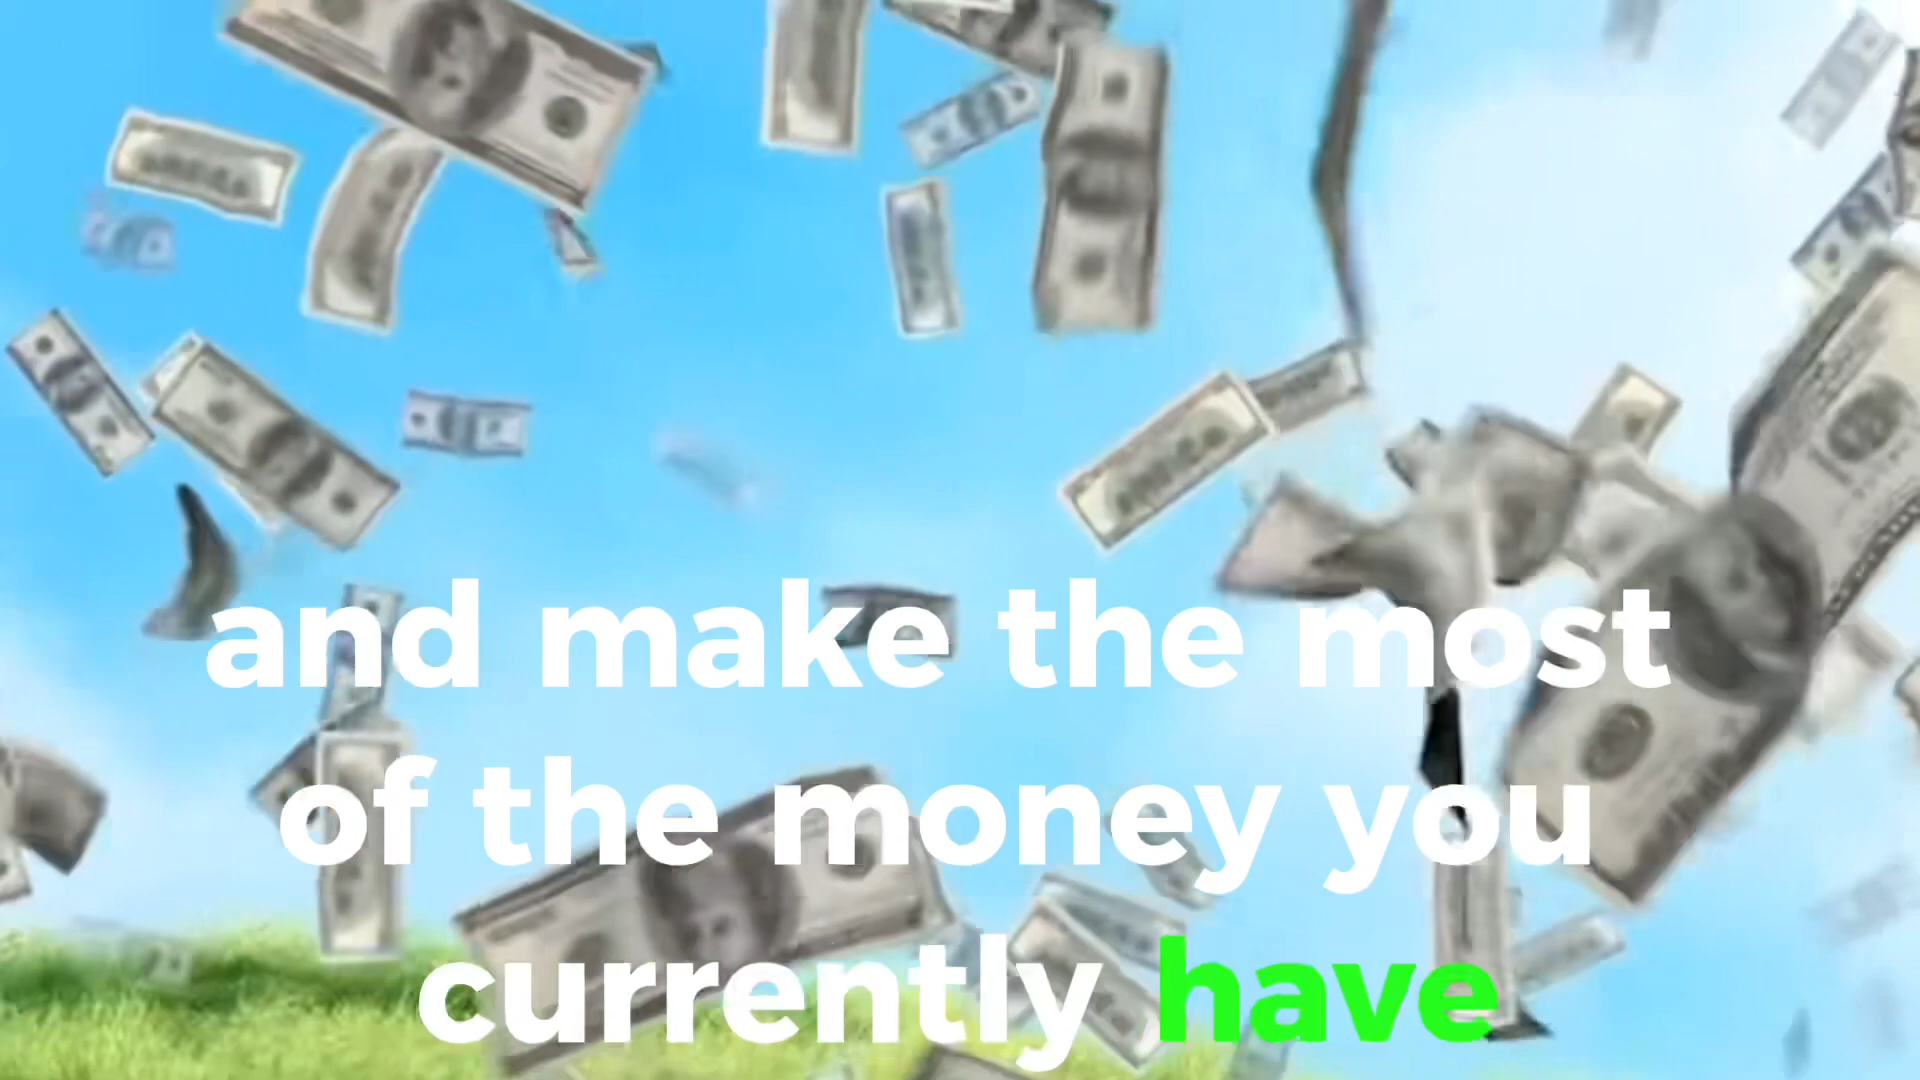 and make the most
of the money you
currently have